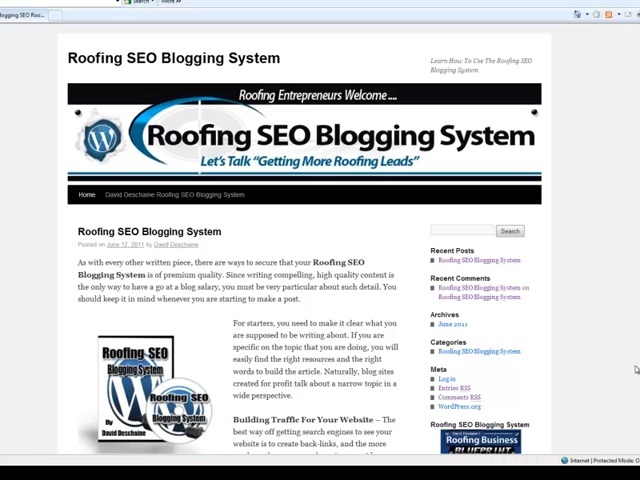 Search
More
logging SEO Roo...
Roofing SEO Blogging System
Learn How To Use The Roofing SEO
Blogging System
Roofing Entrepreneurs Welcome ....
Roofing SEO Blogging System
Let's Talk "Getting More Roofing Leads"
Home David Deschaine Roofing SEO Blogging System
Roofing SEO Blogging System
Posted on June 12, 2011 by David Deschaine
As with every other written piece, there are ways to secure that your Roofing SEO
Blogging System is of premium quality. Since writing compelling, high quality content is
the only way to have a go at a blog salary, you must be very particular about such detail. You
should keep it in mind whenever you are starting to make a post.
Roofing SEO
Blogging System
By
David Deschaine
Roofing SEO
Blogging System
For starters, you need to make it clear what you
are supposed to be writing about. If you are
specific on the topic that you are doing, you will
easily find the right resources and the right
words to build the article. Naturally, blog sites
created for profit talk about a narrow topic in a
wide perspective.
Building Traffic For Your Website – The
best way off getting search engines to see your
website is to create back-links, and the more
Search
Recent Posts
Roofing SEO Blogging System
Recent Comments
Roofing SEO Blogging System on
Roofing SEO Blogging System
Archives
June 2011
Categories
Roofing SEO Blogging System
Meta
Log in
Entries RSS
Comments RSS
WordPress.org
Roofing SEO Blogging System
Roofing Business
BLUEPRINT
Internet | Protected Mode: O